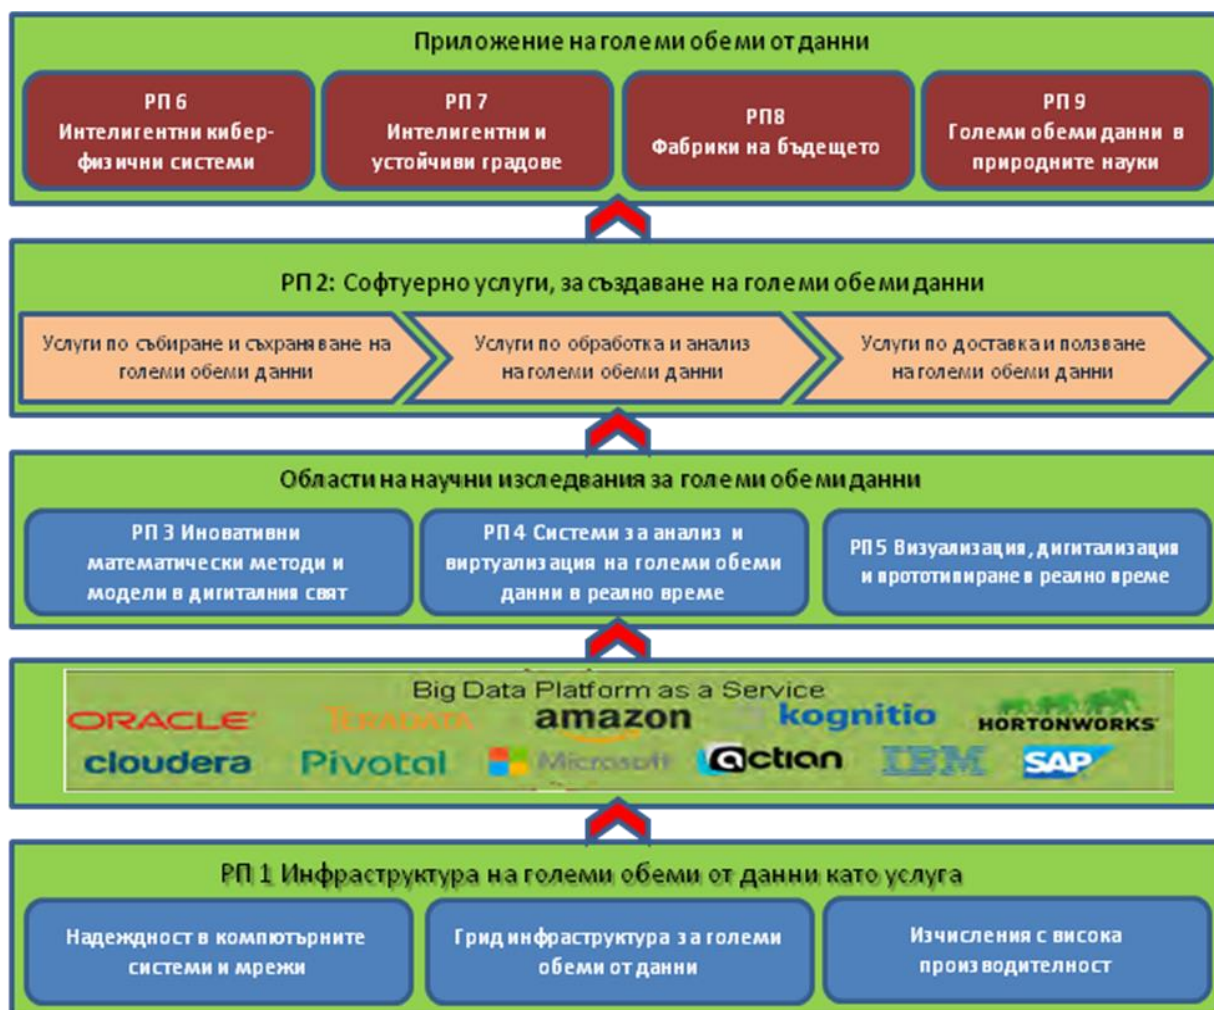 Приложение на големи обеми от данни
РП 6
Интелигентни кибер-
физични системи
РП 7
Интелигентни и
устойчиви градове
РП8
Фабрики на бъдещето
РП 9
Големи обеми данни в
природните науки
РП 2: Софтуерно услуги, за създаване на големи обеми данни
Услуги по събиране и съхраняване на
големи обеми данни
Услуги по обработка и анализ
на големи обеми данни
Услуги по доставка и ползване
на големи обеми данни
Области на научни изследвания за големи обеми данни
РП 3 Иновативни
математически методи и
модели в дигиталния свят
РП 4 Системи за анализ и
виртуализация на големи обеми
данни в реално време
РП 5 Визуализация, дигитализация
и прототипиране в реално време
Big Data Platform as a Service
ORACLE TERADATA amazon kognitio HORTONWORKS
cloudera Pivotal Microsoft actian IBM SAP
РП 1 Инфраструктура на големи обеми от данни като услуга
Надеждност в компютърните
системи и мрежи
Грид инфраструктура за големи
обеми от данни
Изчисления с висока
производителност